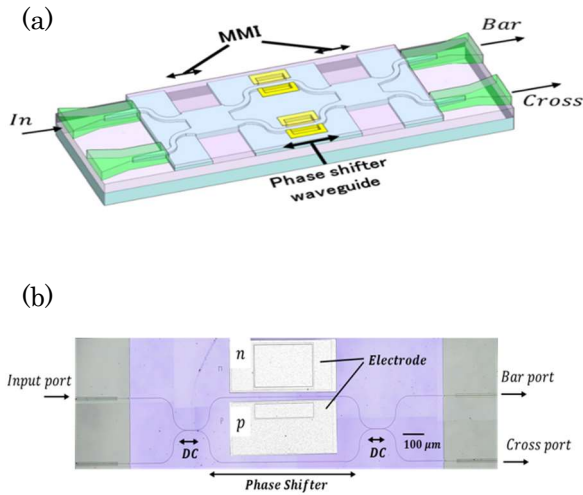 (a)
MMI
Bar
Cross
In
Phase shifter
waveguide
(b)
n
Electrode
Input port
Bar port
p
DC
DC
100 μm
Cross port
Phase Shifter